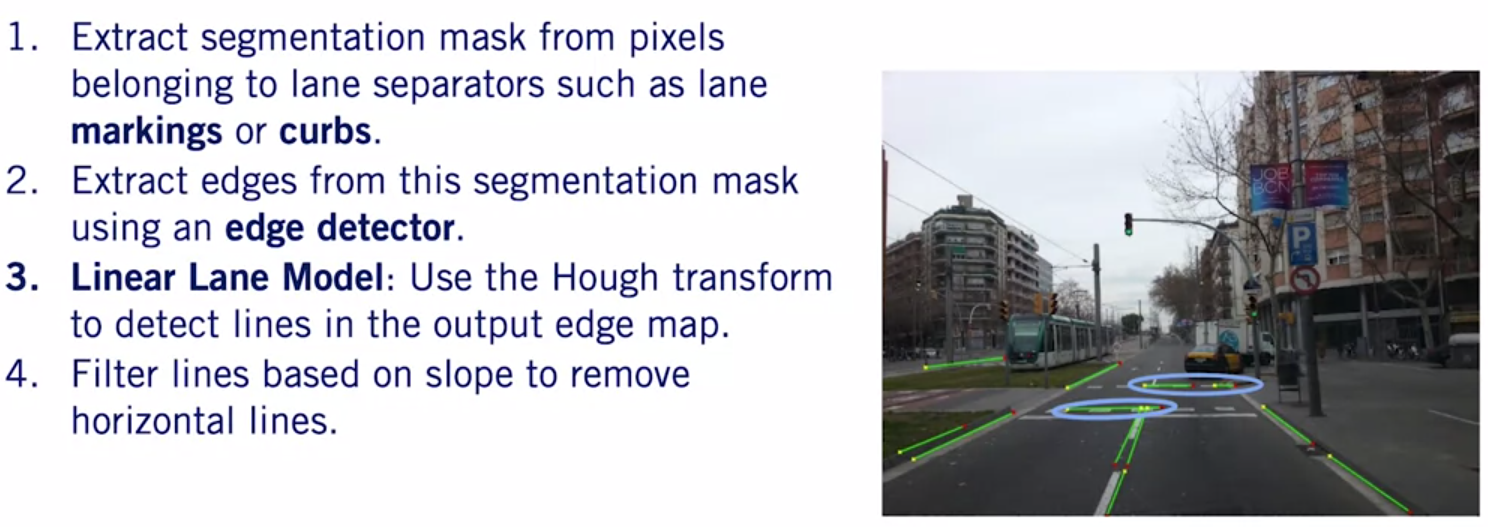 1. Extract segmentation mask from pixels
belonging to lane separators such as lane
markings or curbs.
2. Extract edges from this segmentation mask
using an edge detector.
3. Linear Lane Model: Use the Hough transform
to detect lines in the output edge map.
4. Filter lines based on slope to remove
horizontal lines.
JOB
BCN
P